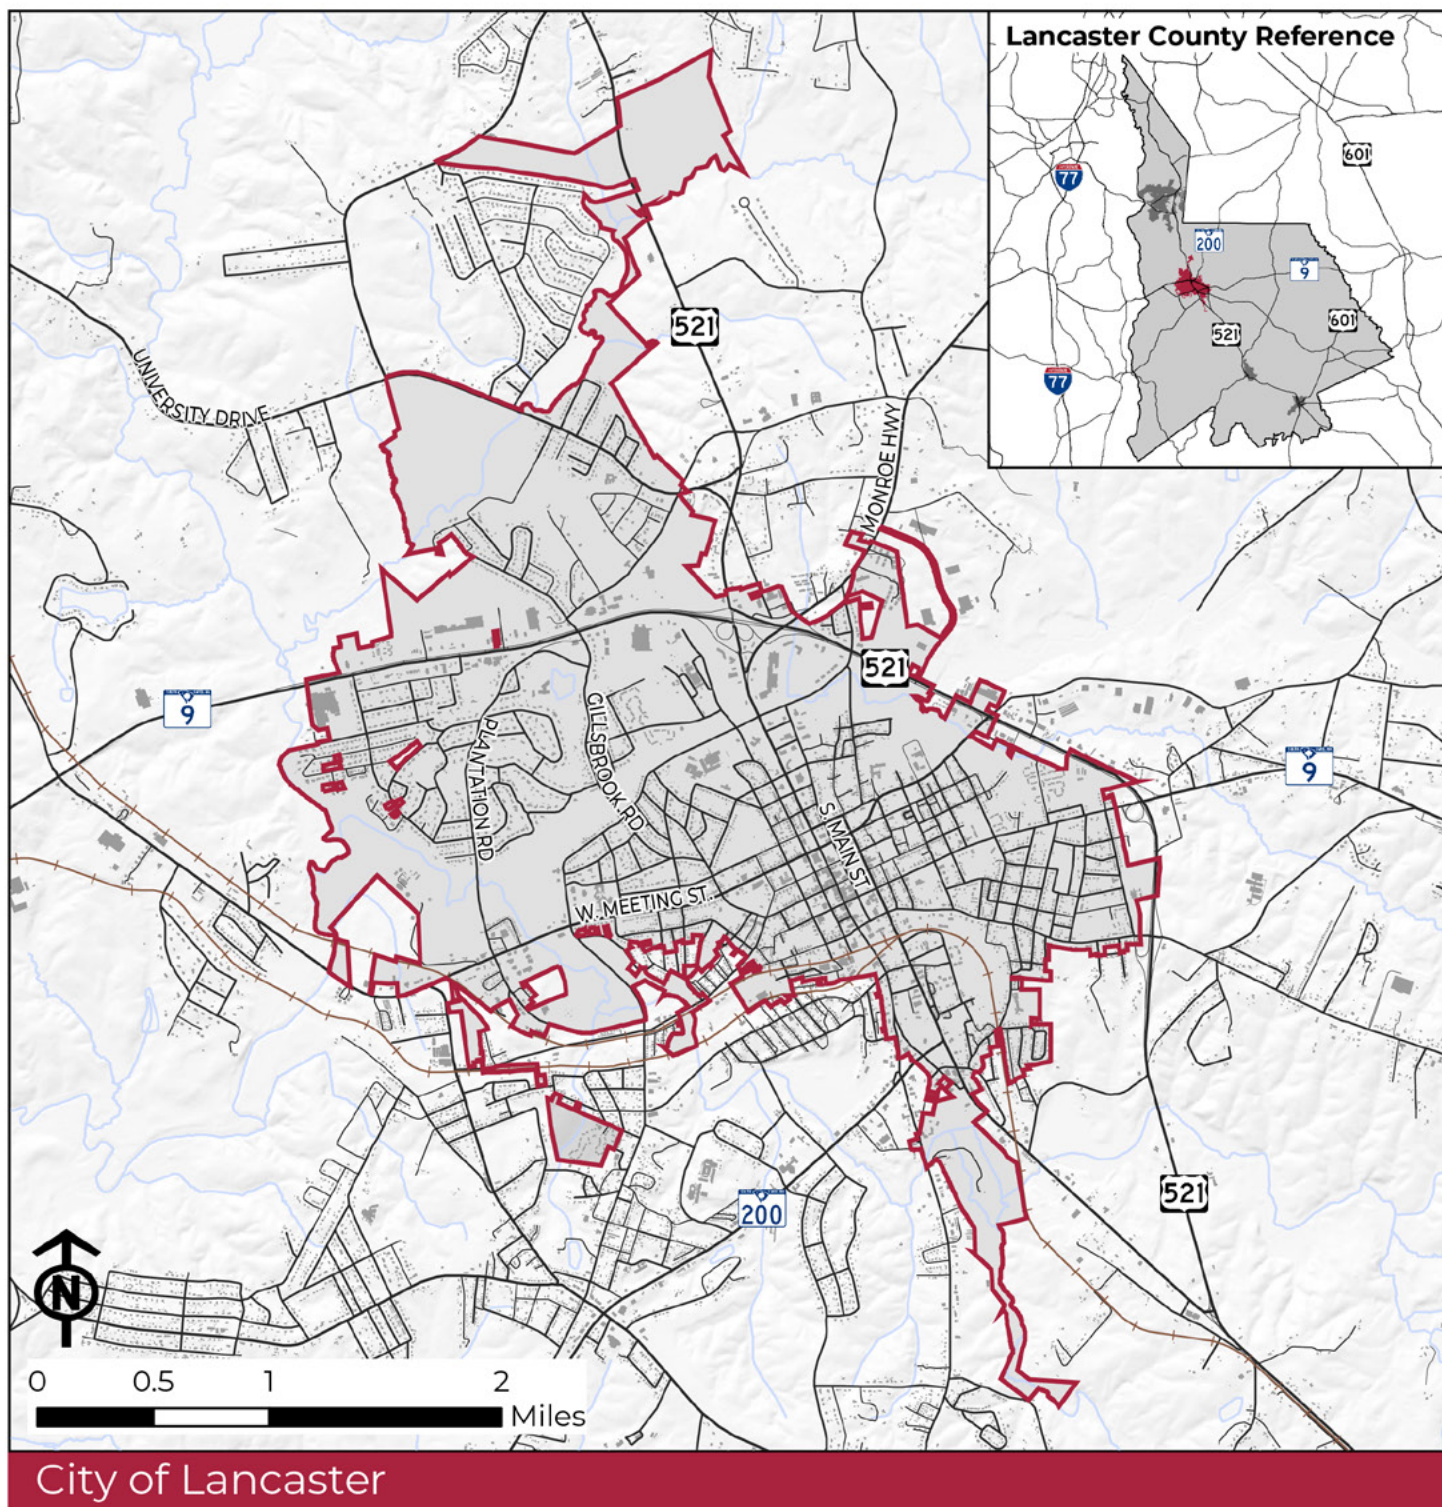 Lancaster County Reference
601
77
200
9
521
601
77
521
UNIVERSITY DRIVE
MONROE HWY
521
9
GILLSBROOK RD
PLANTATION RD
9
S. MAIN ST
W. MEETING ST.
521
200
N
0 0.5 1 2
Miles
City of Lancaster